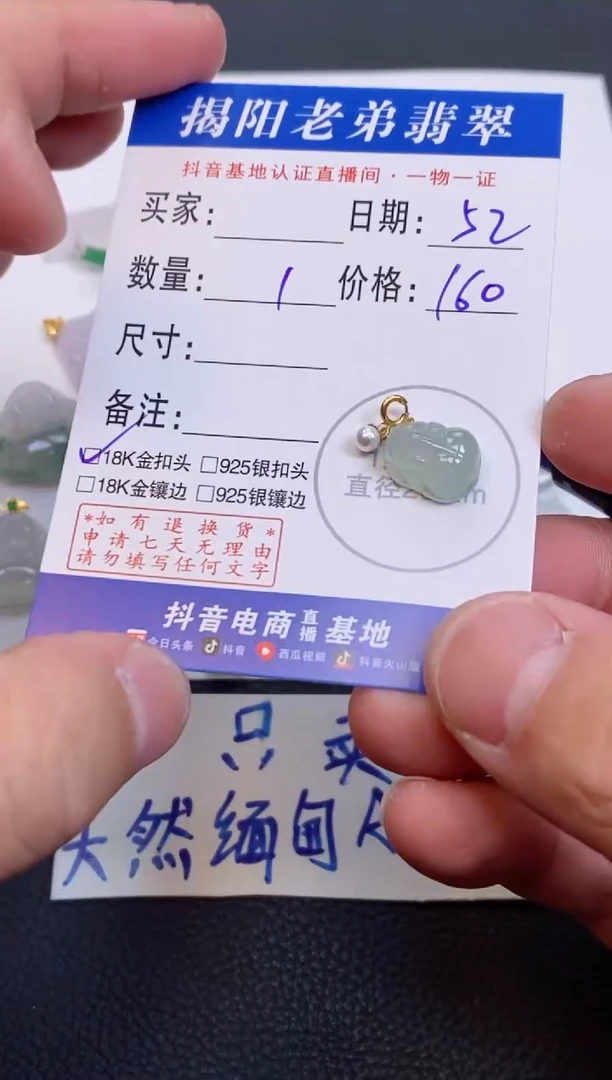 揭阳老弟翡翠
抖音基地认证直播间·一物一证
买家: 日期: 52
数量: 1 价格: 160
尺寸:
备注:
18K金扣头 925银扣头
18K金镶边 925银镶边
直径 m
*如有退换货*
申请七天无理由
请勿填写任何文字
抖音电商直播基地
今日头条 抖音 西瓜视频 抖音火山版
只 卖
天然缅甸